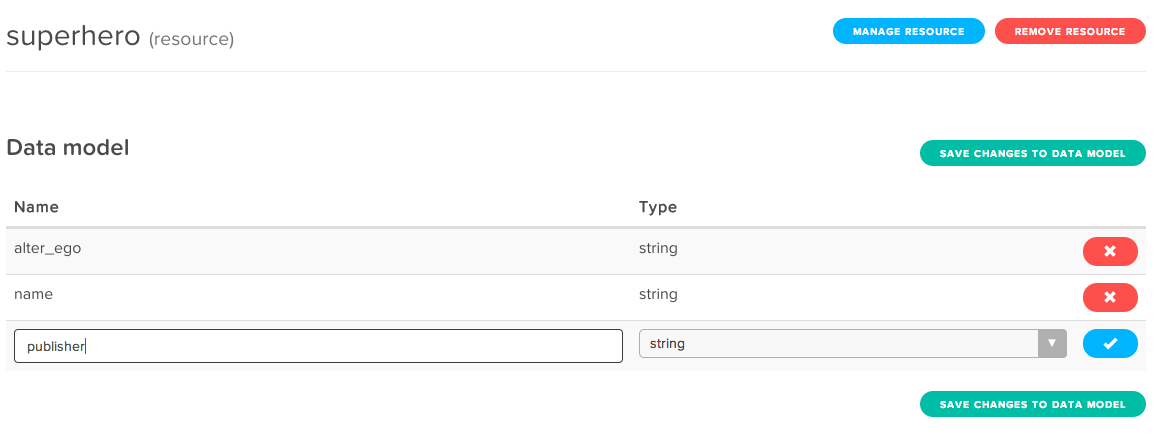 superhero (resource)
MANAGE RESOURCE
REMOVE RESOURCE
Data model
SAVE CHANGES TO DATA MODEL
Name Type
alter_ego string
name string
publisher string
SAVE CHANGES TO DATA MODEL